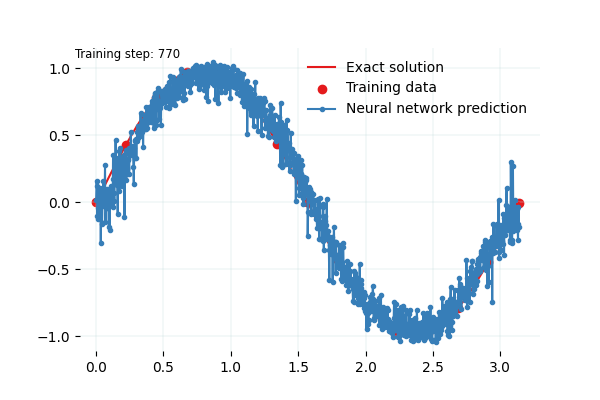 Training step: 770
Exact solution
Training data
Neural network prediction
1.0
0.5
0.0
−0.5
−1.0
0.0 0.5 1.0 1.5 2.0 2.5 3.0